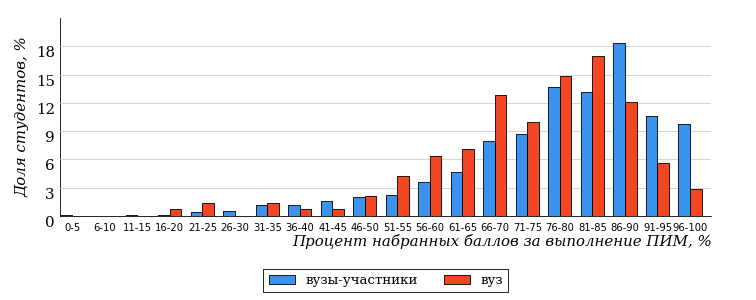 Доля студентов, %
18
15
12
9
6
3
0
0-5 6-10 11-15 16-20 21-25 26-30 31-35 36-40 41-45 46-50 51-55 56-60 61-65 66-70 71-75 76-80 81-85 86-90 91-95 96-100
Процент набранных баллов за выполнение ПИМ, %
вузы-участники вуз